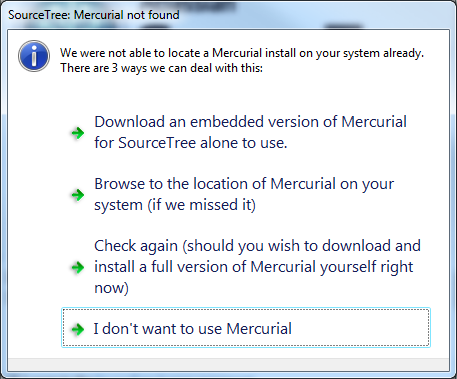 SourceTree: Mercurial not found
We were not able to locate a Mercurial install on your system already.
There are 3 ways we can deal with this:
Download an embedded version of Mercurial
for SourceTree alone to use.
Browse to the location of Mercurial on your
system (if we missed it)
Check again (should you wish to download and
install a full version of Mercurial yourself right
now)
I don't want to use Mercurial